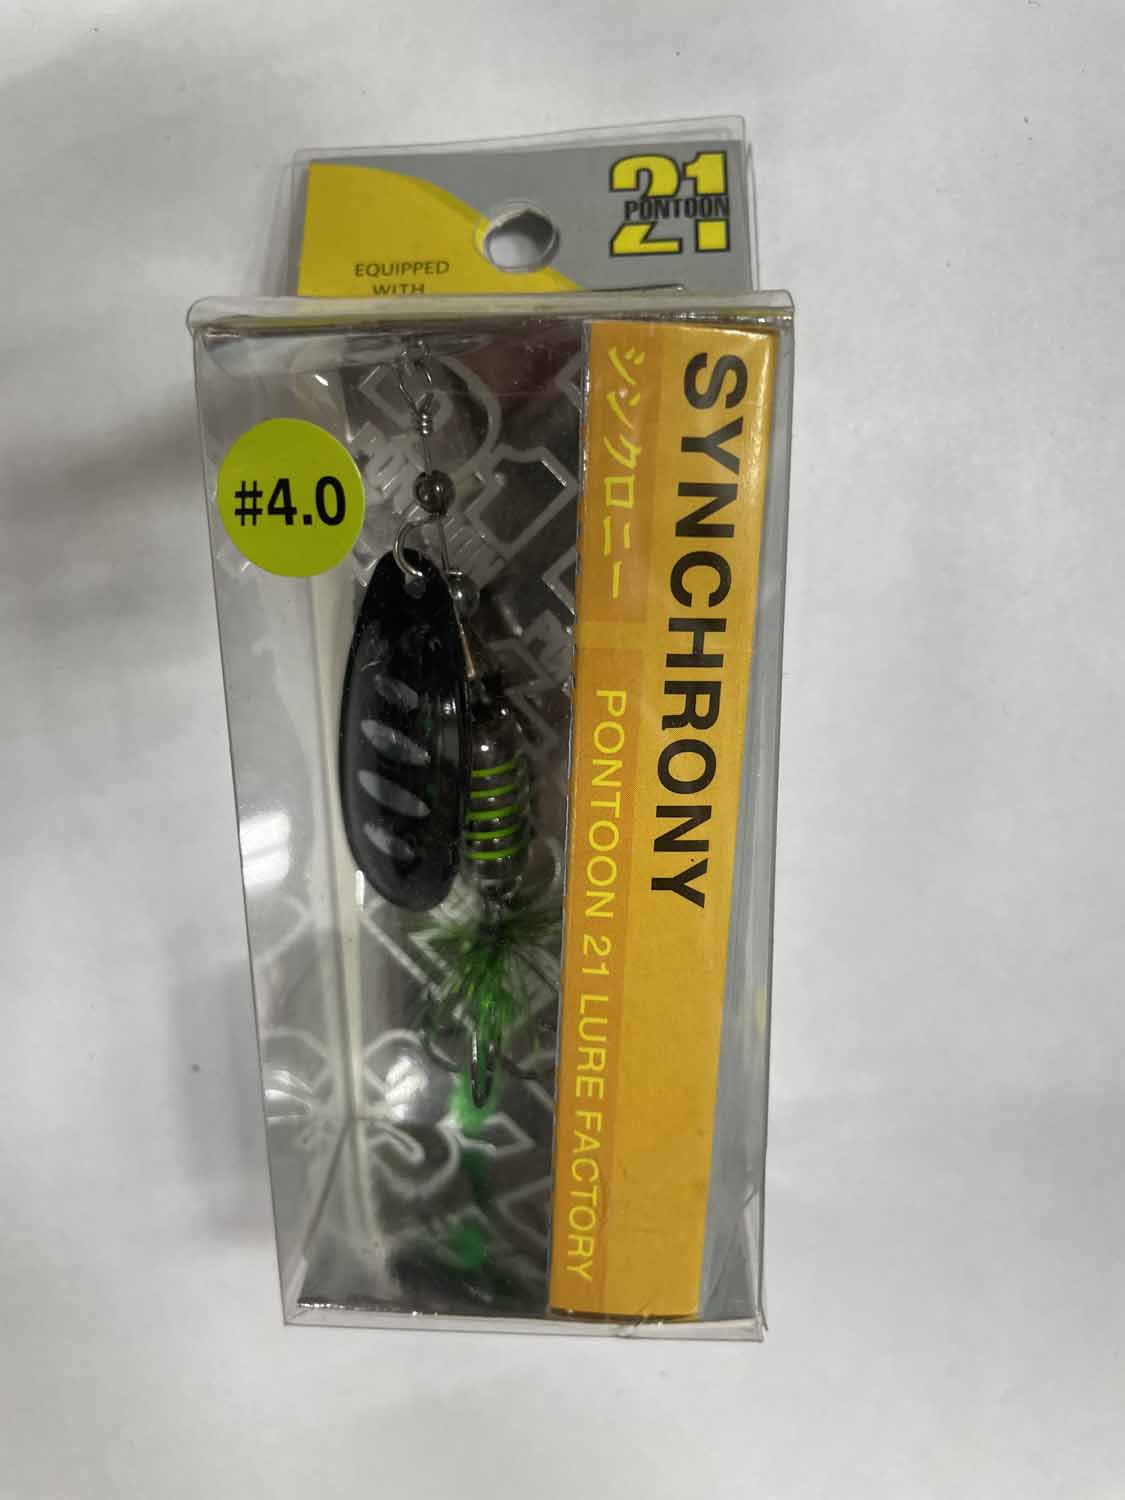 21
PONTOON
EQUIPPED
WITH
#4.0
SYNCHRONY
シンクロニー
PONTOON 21 LURE FACTORY